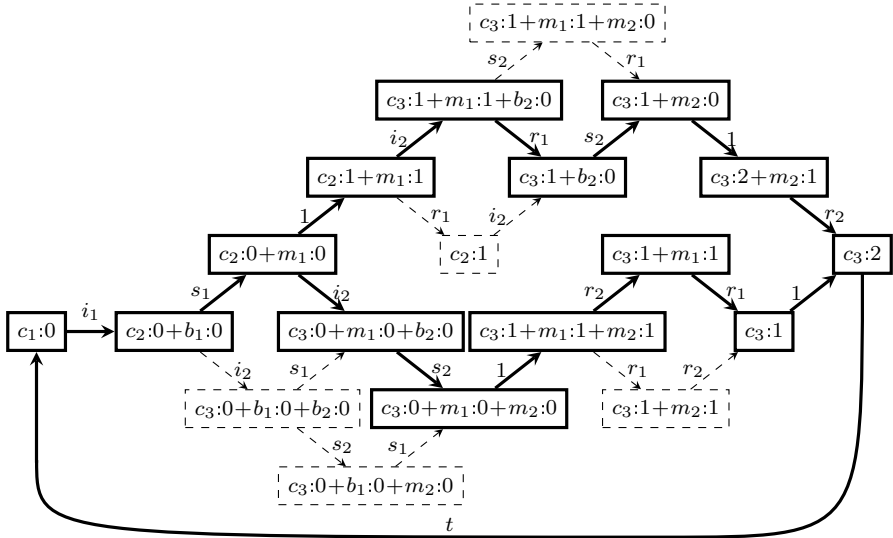 c₃:1+m₁:1+m₂:0
s₂ r₁
c₃:1+m₁:1+b₂:0 c₃:1+m₂:0
i₂ r₁ s₂ 1
c₂:1+m₁:1 c₃:1+b₂:0 c₃:2+m₂:1
1 r₁ i₂ r₂
c₂:0+m₁:0 c₂:1 c₃:1+m₁:1 c₃:2
i₁ s₁ i₂ r₂ r₁ 1
c₁:0 c₂:0+b₁:0 c₃:0+m₁:0+b₂:0 c₃:1+m₁:1+m₂:1 c₃:1
i₂ s₁ s₂ 1 r₁ r₂
c₃:0+b₁:0+b₂:0 c₃:0+m₁:0+m₂:0 c₃:1+m₂:1
s₂ s₁
c₃:0+b₁:0+m₂:0
t